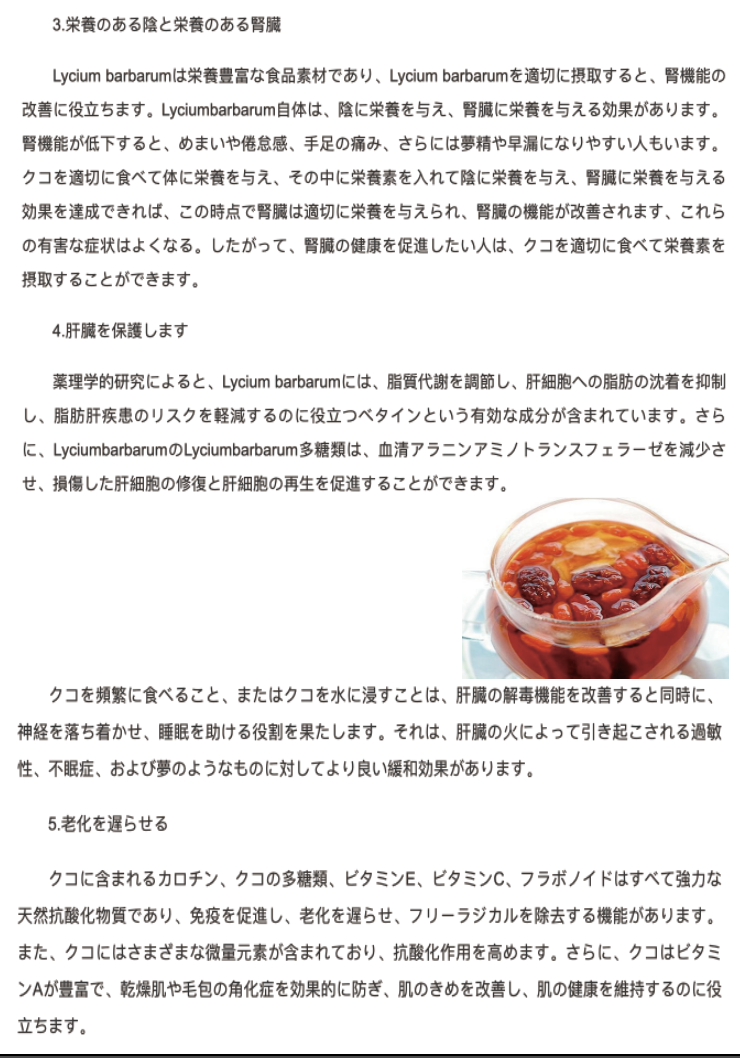 3.栄養のある陰と栄養のある腎臓
Lycium barbarumは栄養豊富な食品素材であり、Lycium barbarumを適切に摂取すると、腎機能の
改善に役立ちます。Lyciumbarbarum自体は、陰に栄養を与え、腎臓に栄養を与える効果があります。
腎機能が低下すると、めまいや倦怠感、手足の痛み、さらには夢精や早漏になりやすい人もいます。
クコを適切に食べて体に栄養を与え、その中に栄養素を入れて陰に栄養を与え、腎臓に栄養を与える
効果を達成できれば、この時点で腎臓は適切に栄養を与えられ、腎臓の機能が改善されます、これら
の有害な症状はよくなる。したがって、腎臓の健康を促進したい人は、クコを適切に食べて栄養素を
摂取することができます。
4.肝臓を保護します
薬理学的研究によると、Lycium barbarumには、脂質代謝を調節し、肝細胞への脂肪の沈着を抑制
し、脂肪肝疾患のリスクを軽減するのに役立つベタインという有効な成分が含まれています。さら
に、LyciumbarbarumのLyciumbarbarum多糖類は、血清アラニンアミノトランスフェラーゼを減少さ
せ、損傷した肝細胞の修復と肝細胞の再生を促進することができます。
クコを頻繁に食べること、またはクコを水に浸すことは、肝臓の解毒機能を改善すると同時に、
神経を落ち着かせ、睡眠を助ける役割を果たします。それは、肝臓の火によって引き起こされる過敏
性、不眠症、および夢のようなものに対してより良い緩和効果があります。
5.老化を遅らせる
クコに含まれるカロチン、クコの多糖類、ビタミンE、ビタミンC、フラボノイドはすべて強力な
天然抗酸化物質であり、免疫を促進し、老化を遅らせ、フリーラジカルを除去する機能があります。
また、クコにはさまざまな微量元素が含まれており、抗酸化作用を高めます。さらに、クコはビタミ
ンAが豊富で、乾燥肌や毛包の角化症を効果的に防ぎ、肌のきめを改善し、肌の健康を維持するのに役
立ちます。